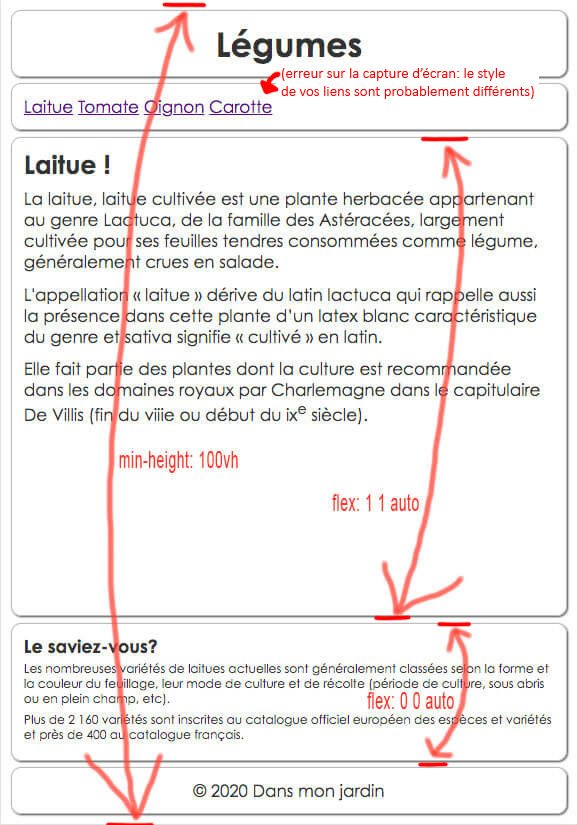 Légumes
(erreur sur la capture d’écran: le style
de vos liens sont probablement différents)
Laitue Tomate Oignon Carotte
Laitue !
La laitue, laitue cultivée est une plante herbacée appartenant
au genre Lactuca, de la famille des Astéracées, largement
cultivée pour ses feuilles tendres consommées comme légume,
généralement crues en salade.
L'appellation « laitue » dérive du latin lactuca qui rappelle aussi
la présence dans cette plante d’un latex blanc caractéristique
du genre et sativa signifie « cultivé » en latin.
Elle fait partie des plantes dont la culture est recommandée
dans les domaines royaux par Charlemagne dans le capitulaire
De Villis (fin du viiie ou début du ixe siècle).
min-height: 100vh
flex: 1 1 auto
Le saviez-vous?
Les nombreuses variétés de laitues actuelles sont généralement classées selon la forme et
la couleur du feuillage, leur mode de culture et de récolte (période de culture, sous abris
ou en plein champ, etc).
flex: 0 0 auto
Plus de 2 160 variétés sont inscrites au catalogue officiel européen des espèces et variétés
et près de 400 au catalogue français.
© 2020 Dans mon jardin